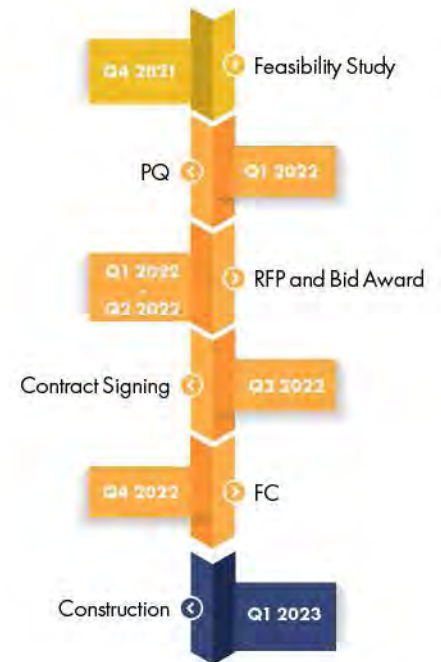 Q4 2021
Feasibility Study
PQ
Q1 2022
Q1 2022
-
Q2 2022
RFP and Bid Award
Contract Signing
Q3 2022
Q4 2022
FC
Construction
Q1 2023